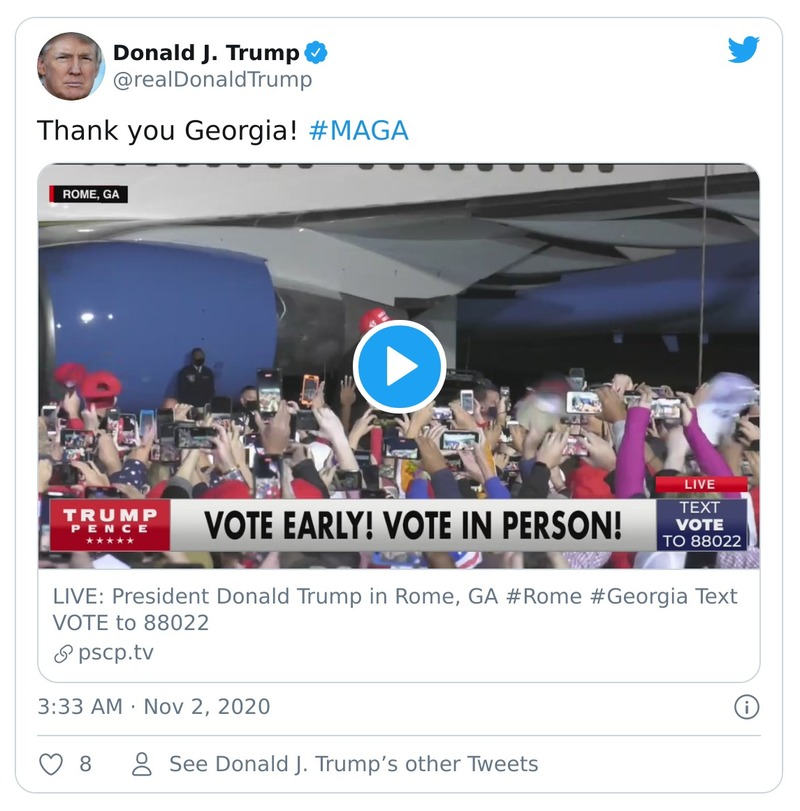 Donald J. Trump
@realDonaldTrump
Thank you Georgia! #MAGA
ROME, GA
LIVE
TRUMP
PENCE
VOTE EARLY! VOTE IN PERSON!
TEXT
VOTE
TO 88022
LIVE: President Donald Trump in Rome, GA #Rome #Georgia Text
VOTE to 88022
pscp.tv
3:33 AM · Nov 2, 2020
8
See Donald J. Trump’s other Tweets